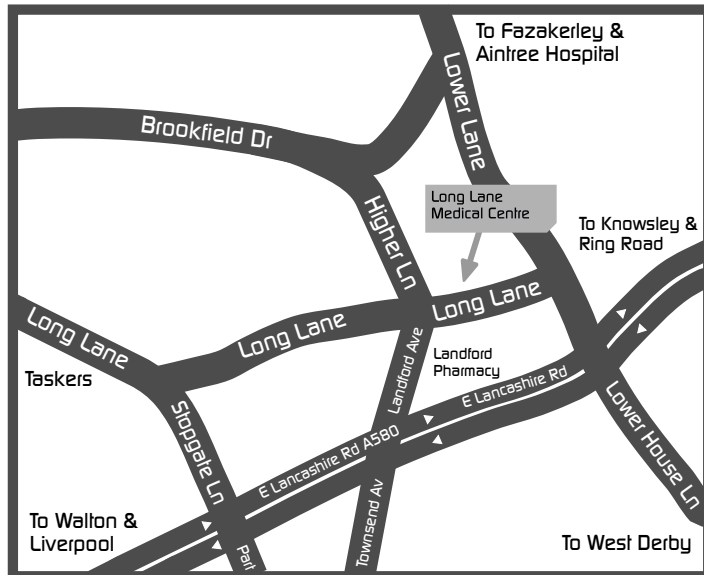 To Fazakerley &
Aintree Hospital
Lower Lane
Brookfield Dr
Long Lane
Medical Centre
Higher Ln
To Knowsley &
Ring Road
Long Lane
Long Lane
Long Lane
Landford Ave
Landford
Pharmacy
Taskers
E Lancashire Rd
Stopgate Ln
E Lancashire Rd A580
Lower House Ln
To Walton &
Liverpool
Part
Townsend Av
To West Derby